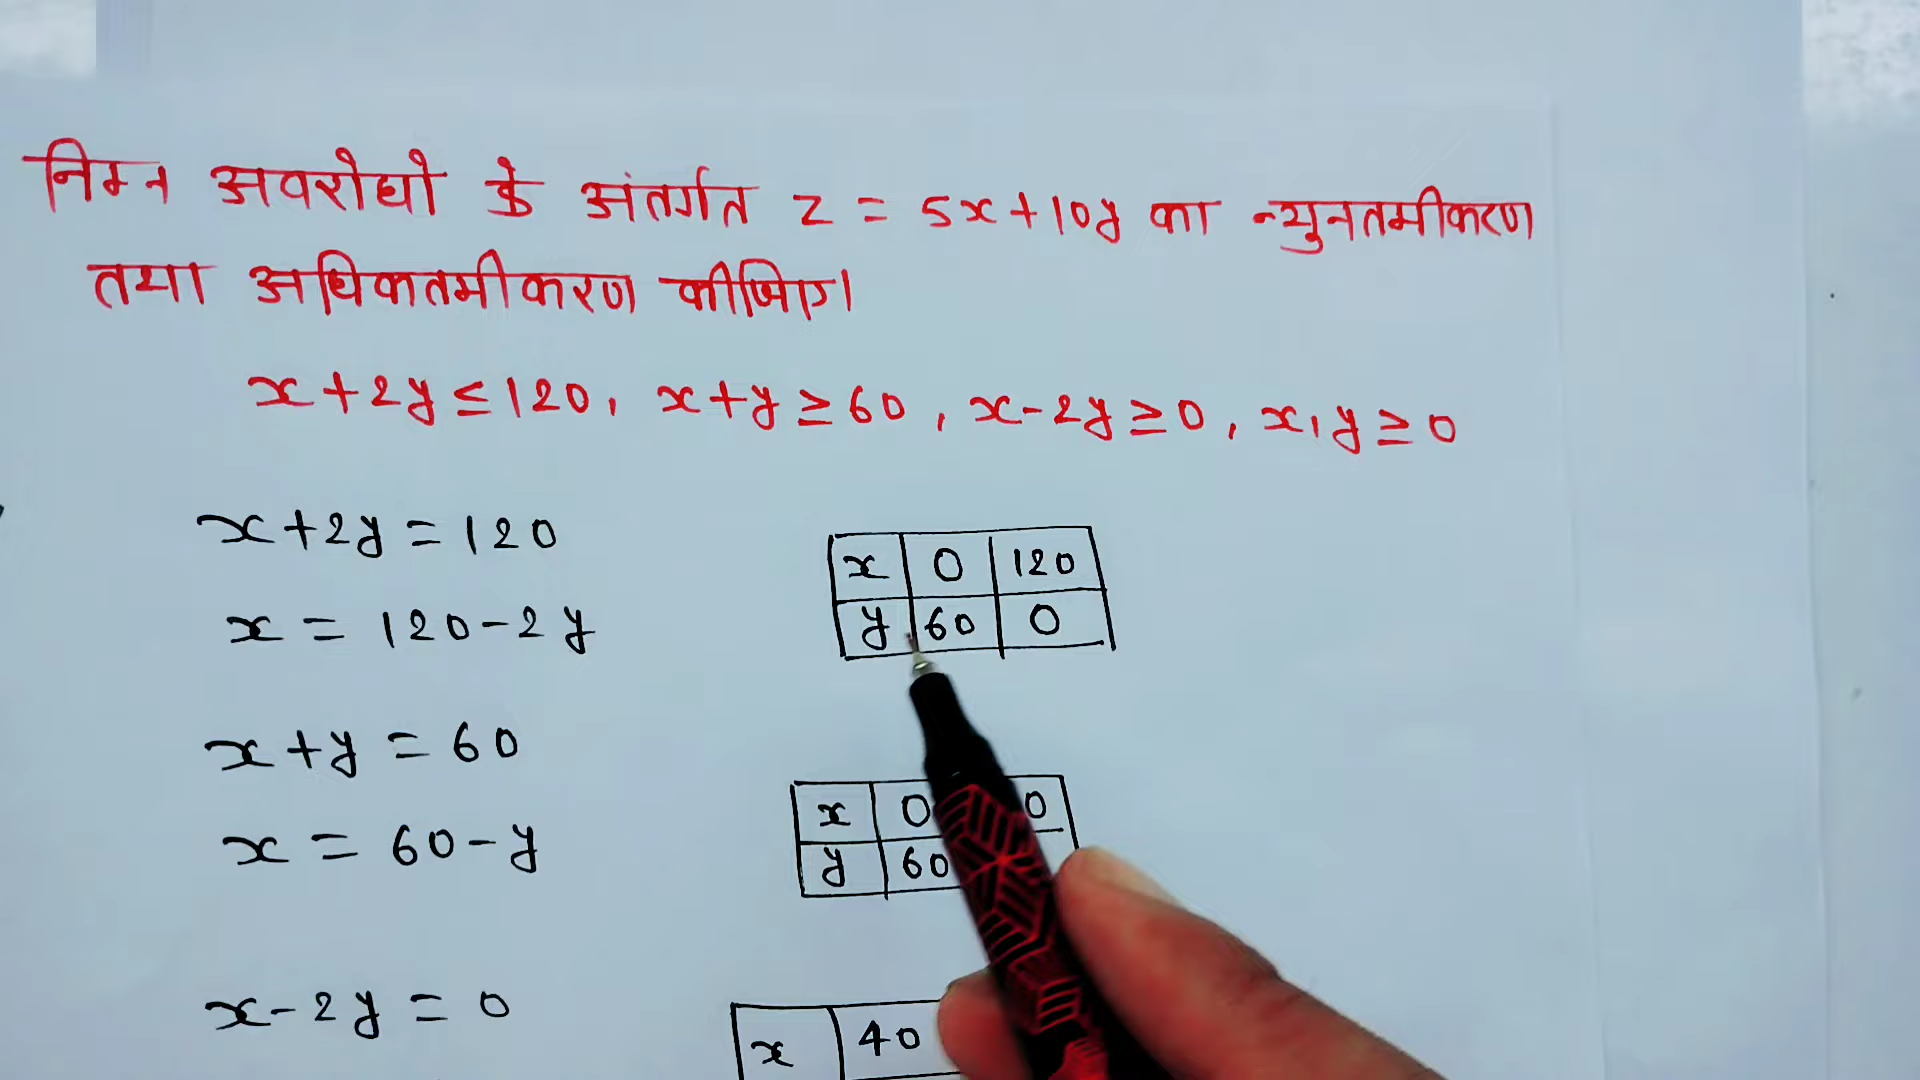 निम्न अवरोधो के अंतर्गत z = 5x+10y का न्युनतमीकरण
तथा अधिकतमीकरण कीजिए।
x+2y ≤ 120, x+y ≥ 60, x-2y ≥ 0, x,y ≥ 0
x+2y = 120
x 0 120
y 60 0
x = 120-2y
x+y = 60
x 0 0
y 60
x = 60-y
x-2y = 0
x 40